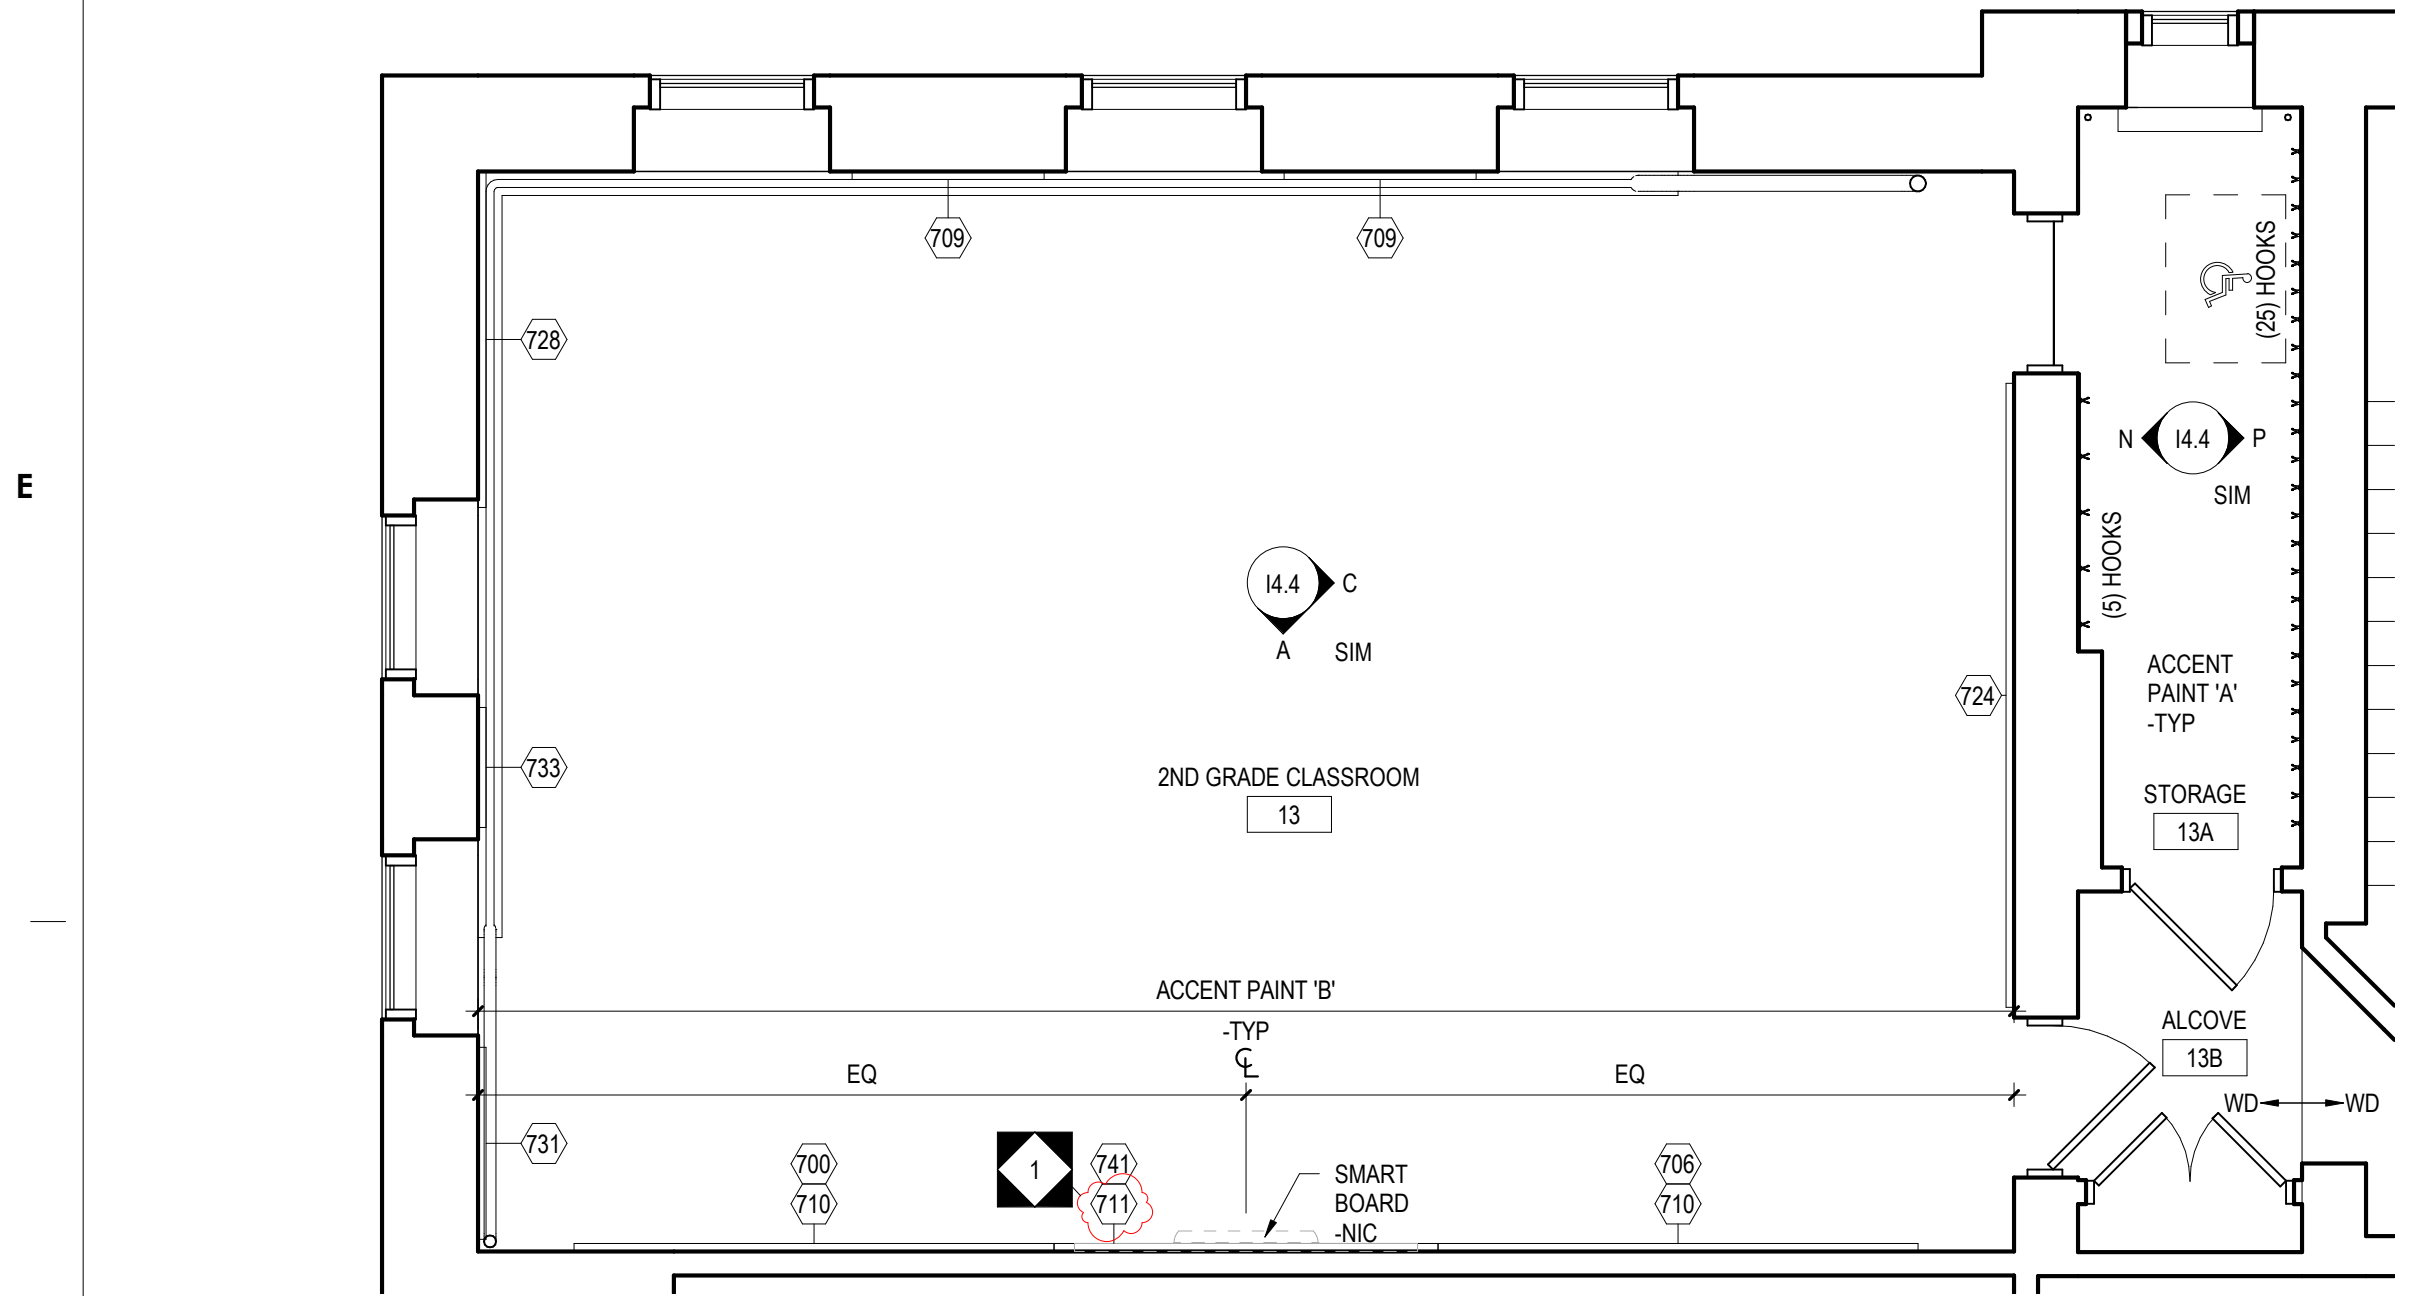 709
709
(25) HOOKS
728
E
N
I4.4
P
SIM
(5) HOOKS
I4.4
C
A
SIM
ACCENT
PAINT 'A'
-TYP
724
733
2ND GRADE CLASSROOM
13
STORAGE
13A
ACCENT PAINT 'B'
-TYP
℄
ALCOVE
13B
EQ
EQ
WD
WD
731
700
710
1
741
711
SMART
BOARD
-NIC
706
710